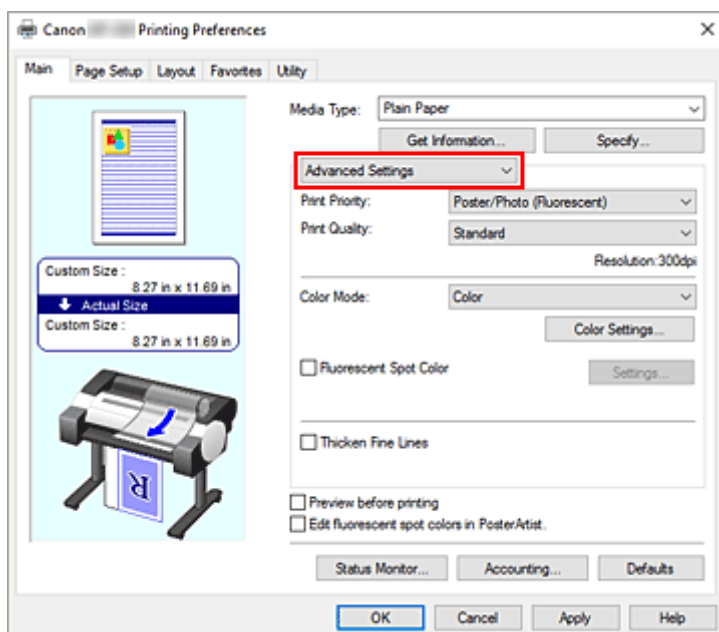 Canon Printing Preferences
Main Page Setup Layout Favorites Utility
Media Type: Plain Paper
Get Information... Specify...
Advanced Settings
Print Priority: Poster/Photo (Fluorescent)
Print Quality: Standard
Resolution:300dpi
Custom Size :
8.27 in x 11.69 in
Actual Size
Custom Size :
8.27 in x 11.69 in
Color Mode: Color
Color Settings...
Fluorescent Spot Color Settings...
Thicken Fine Lines
R
Preview before printing
Edit fluorescent spot colors in PosterArtist.
Status Monitor... Accounting... Defaults
OK Cancel Apply Help